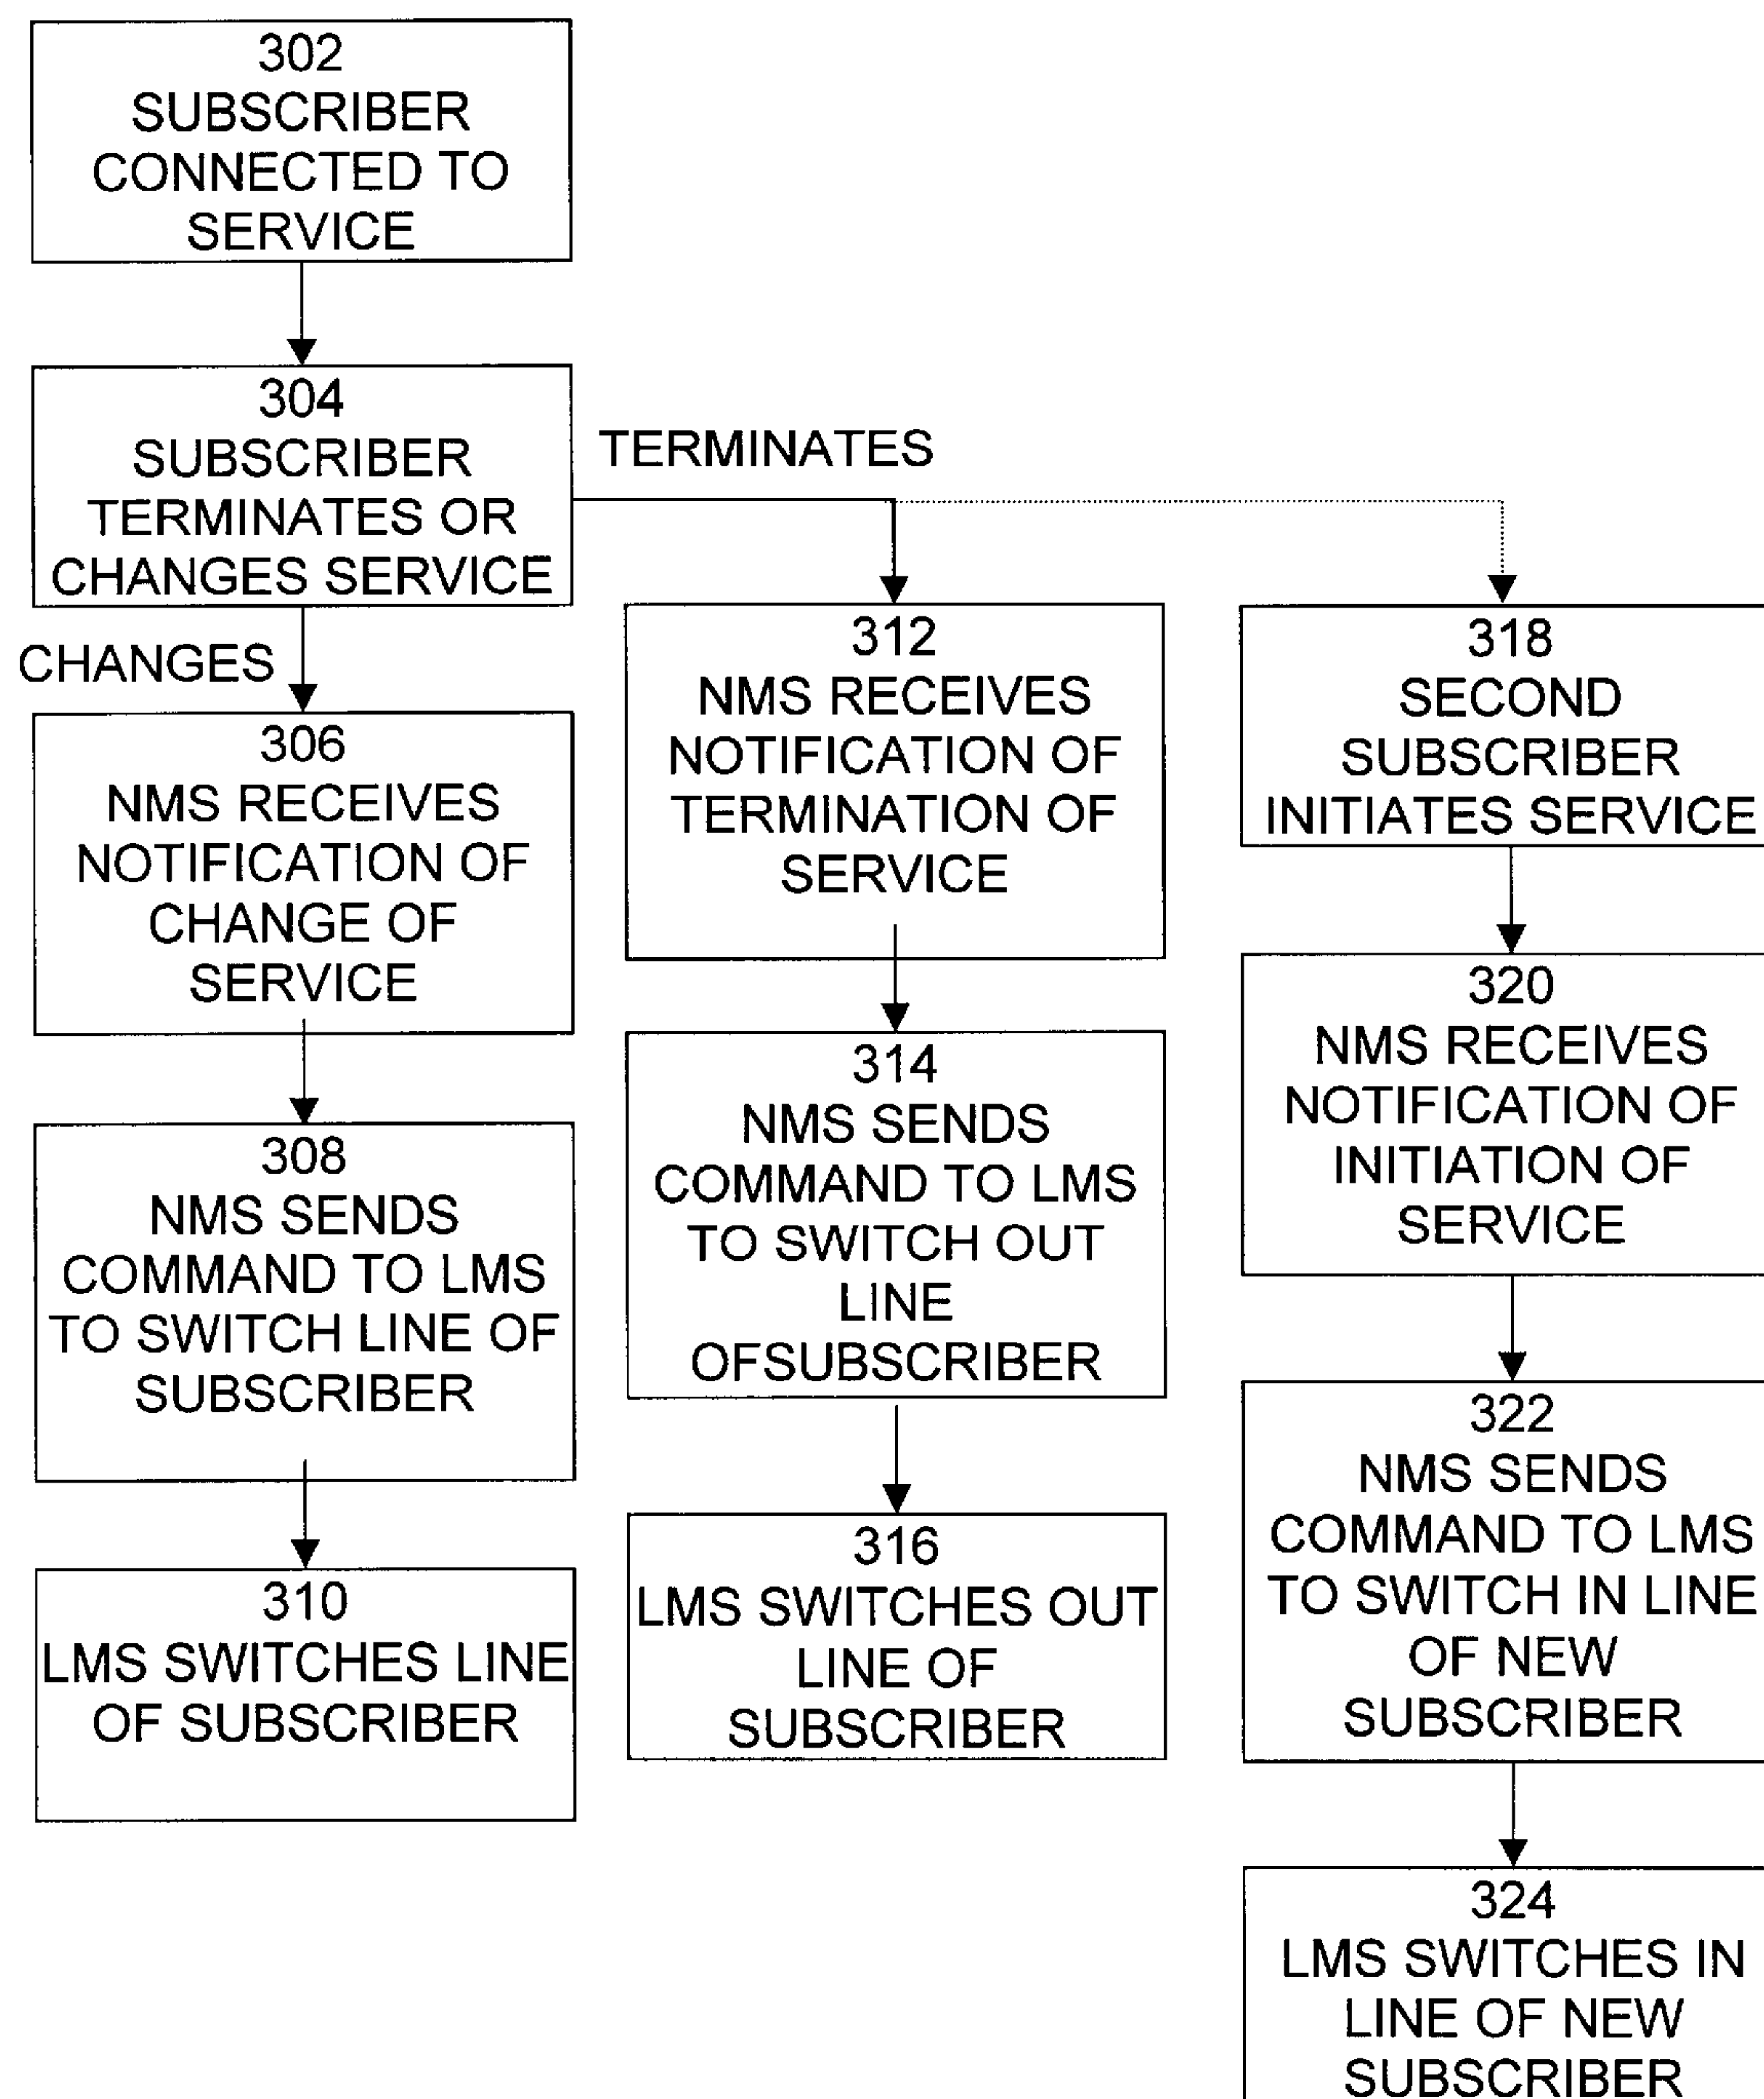 302
SUBSCRIBER
CONNECTED TO
SERVICE
304
SUBSCRIBER
TERMINATES OR
CHANGES SERVICE
TERMINATES
CHANGES
306
NMS RECEIVES
NOTIFICATION OF
CHANGE OF
SERVICE
308
NMS SENDS
COMMAND TO LMS
TO SWITCH LINE OF
SUBSCRIBER
310
LMS SWITCHES LINE
OF SUBSCRIBER
312
NMS RECEIVES
NOTIFICATION OF
TERMINATION OF
SERVICE
314
NMS SENDS
COMMAND TO LMS
TO SWITCH OUT
LINE
OFSUBSCRIBER
316
LMS SWITCHES OUT
LINE OF
SUBSCRIBER
318
SECOND
SUBSCRIBER
INITIATES SERVICE
320
NMS RECEIVES
NOTIFICATION OF
INITIATION OF
SERVICE
322
NMS SENDS
COMMAND TO LMS
TO SWITCH IN LINE
OF NEW
SUBSCRIBER
324
LMS SWITCHES IN
LINE OF NEW
SUBSCRIBER